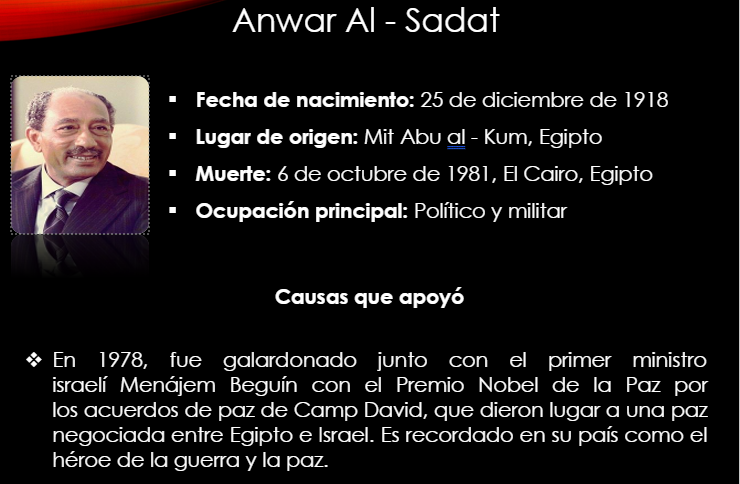 Anwar Al - Sadat
▪ Fecha de nacimiento: 25 de diciembre de 1918
▪ Lugar de origen: Mit Abu al - Kum, Egipto
▪ Muerte: 6 de octubre de 1981, El Cairo, Egipto
▪ Ocupación principal: Político y militar
Causas que apoyó
❖ En 1978, fue galardonado junto con el primer ministro
israelí Menájem Beguín con el Premio Nobel de la Paz por
los acuerdos de paz de Camp David, que dieron lugar a una paz
negociada entre Egipto e Israel. Es recordado en su país como el
héroe de la guerra y la paz.